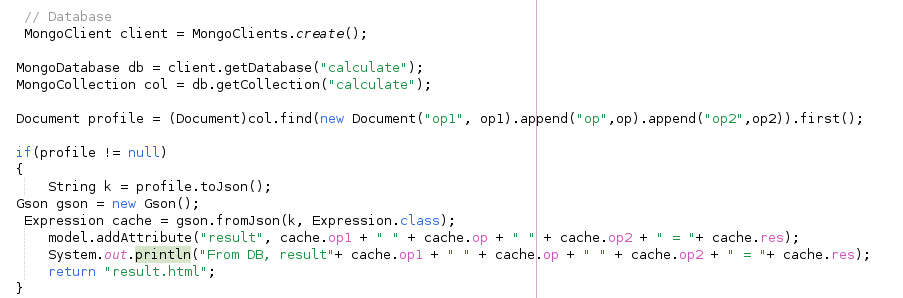 // Database
MongoClient client = MongoClients.create();
MongoDatabase db = client.getDatabase("calculate");
MongoCollection col = db.getCollection("calculate");
Document profile = (Document)col.find(new Document("op1", op1).append("op",op).append("op2",op2)).first();
if(profile != null)
{
String k = profile.toJson();
Gson gson = new Gson();
Expression cache = gson.fromJson(k, Expression.class);
model.addAttribute("result", cache.op1 + " " + cache.op + " " + cache.op2 + " = "+ cache.res);
System.out.println("From DB, result"+ cache.op1 + " " + cache.op + " " + cache.op2 + " = "+ cache.res);
return "result.html";
}